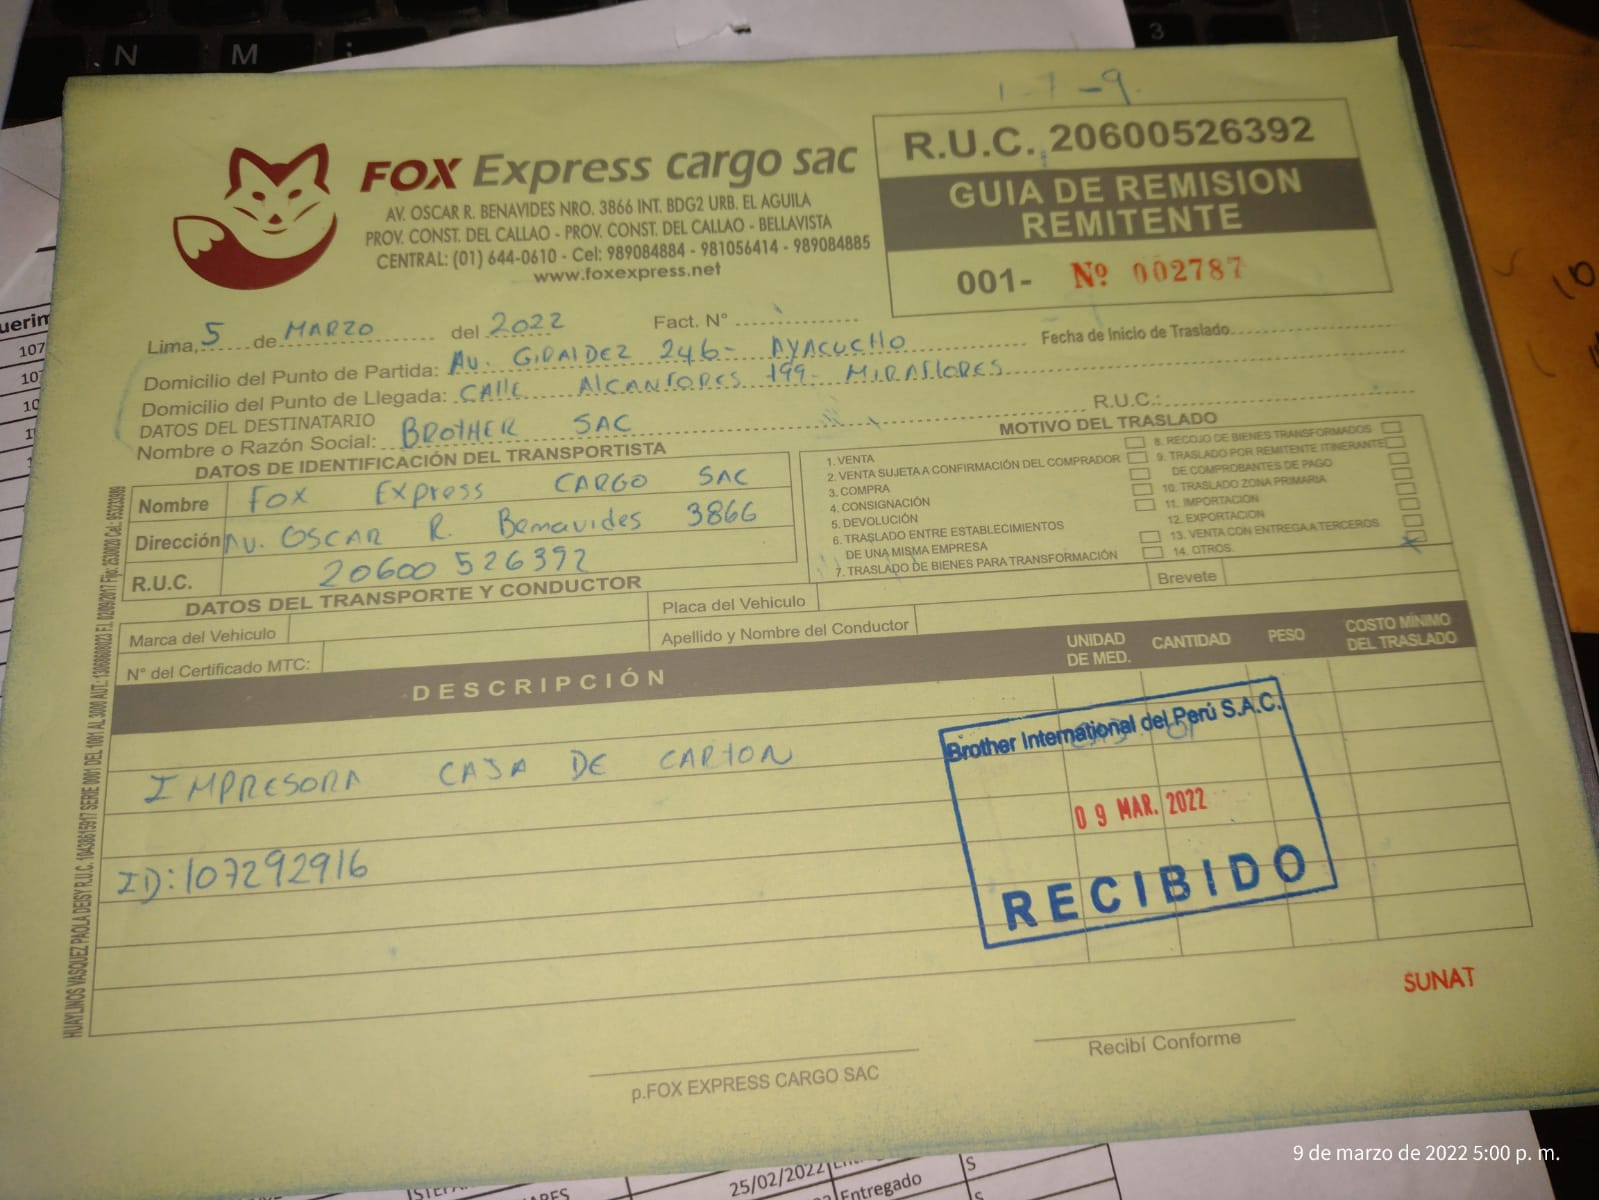 N M
3
1-7-9.
FOX Express cargo sac
AV. OSCAR R. BENAVIDES NRO. 3866 INT. BDG2 URB. EL AGUILA
PROV. CONST. DEL CALLAO - PROV. CONST. DEL CALLAO - BELLAVISTA
CENTRAL: (01) 644-0610 - Cel: 989084884 - 981056414 - 989084885
www.foxexpress.net
R.U.C. 20600526392
GUIA DE REMISION
REMITENTE
001- Nº 002787
Lima, 5 de MARZO del 2022 Fact. N°
Domicilio del Punto de Partida: AV. GIRALDEZ 246- AYACUCHO Fecha de Inicio de Traslado
Domicilio del Punto de Llegada: CALLE ALCANFORES 199- MIRAFLORES
DATOS DEL DESTINATARIO
Nombre o Razón Social: BROTHER SAC R.U.C.:
DATOS DE IDENTIFICACIÓN DEL TRANSPORTISTA
Nombre FOX EXPRESS CARGO SAC
Dirección AV. OSCAR R. Benavides 3866
R.U.C. 20600 526392
MOTIVO DEL TRASLADO
1. VENTA
2. VENTA SUJETA A CONFIRMACIÓN DEL COMPRADOR
3. COMPRA
4. CONSIGNACIÓN
5. DEVOLUCIÓN
6. TRASLADO ENTRE ESTABLECIMIENTOS
DE UNA MISMA EMPRESA
7. TRASLADO DE BIENES PARA TRANSFORMACIÓN
8. RECOJO DE BIENES TRANSFORMADOS
9. TRASLADO POR REMITENTE ITINERANTE
DE COMPROBANTES DE PAGO
10. TRASLADO ZONA PRIMARIA
11. IMPORTACION
12. EXPORTACION
13. VENTA CON ENTREGA A TERCEROS
14. OTROS
DATOS DEL TRANSPORTE Y CONDUCTOR
Marca del Vehiculo Placa del Vehiculo Brevete
N° del Certificado MTC: Apellido y Nombre del Conductor
DESCRIPCIÓN UNIDAD DE MED. CANTIDAD PESO COSTO MÍNIMO DEL TRASLADO
IMPRESORA CAJA DE CARTON
ID:107292916
Brother International del Perú S.A.C.
09 MAR. 2022
RECIBIDO
SUNAT
p.FOX EXPRESS CARGO SAC
Recibí Conforme
25/02/2022
Entregado
S
9 de marzo de 2022 5:00 p. m.